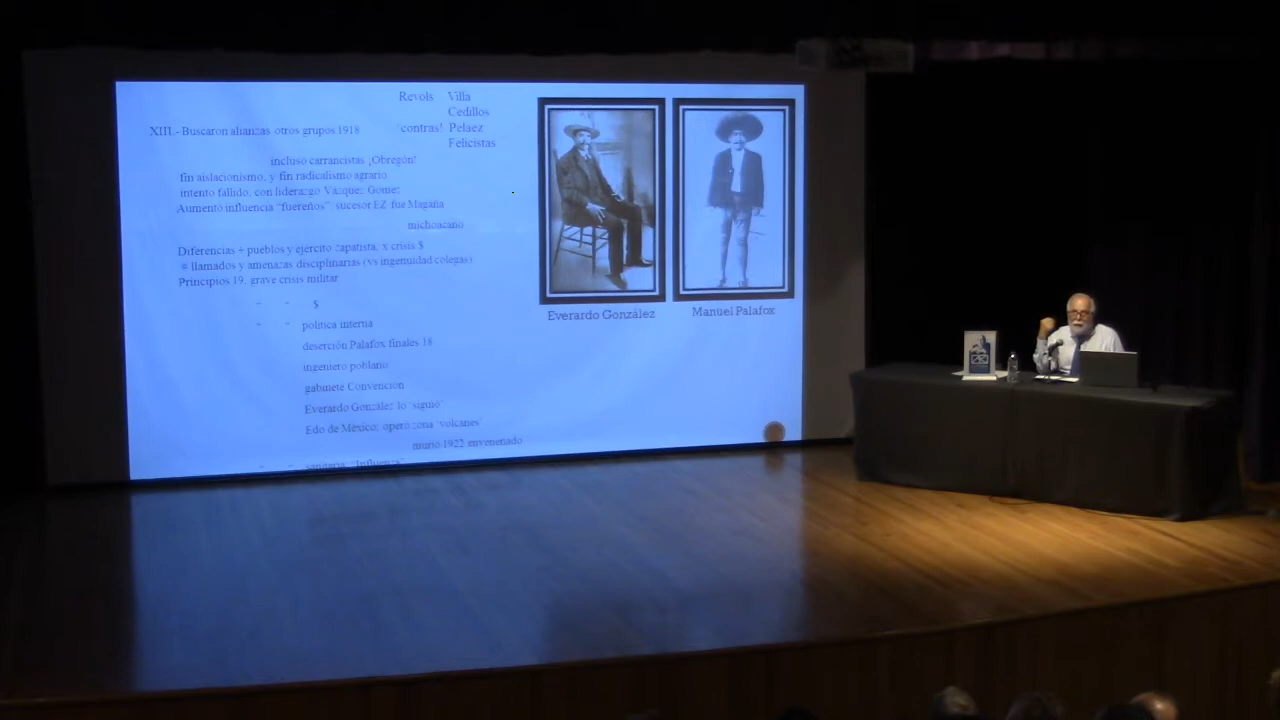 Revols Villa
Cedillos
XIII.- Buscaron alianzas otros grupos 1918 'contras' Pelaez
Felicistas
incluso carrancistas ¡Obregón!
fin aislacionismo, y fin radicalismo agrario
intento fallido, con liderazgo Vázquez Gómez
Aumentó influencia "fuereños": sucesor EZ fue Magaña
michoacano
Diferencias ÷ pueblos y ejército zapatista, x crisis $
# llamados y amenazas disciplinarias (vs ingenuidad colegas)
Principios 19, grave crisis militar
" " $
" " política interna
deserción Palafox finales 18
ingeniero poblano
gabinete Convención
Everardo González lo 'siguió'
Edo de México: operó zona 'volcanes'
murió 1922 envenenado
" " sanitaria: "Influenza"
Everardo González
Manuel Palafox